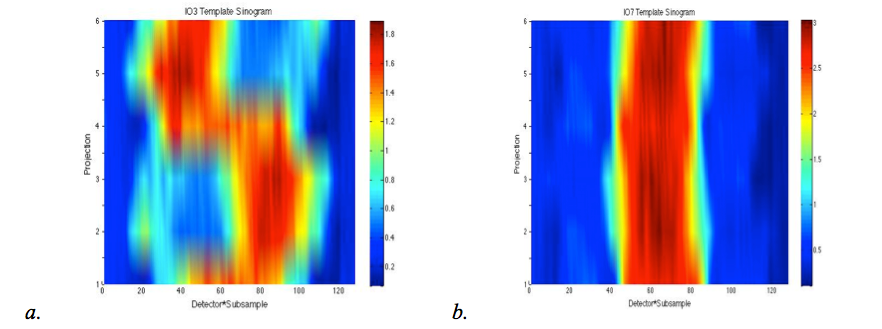 IO3 Template Sinogram
6
5
4
3
2
1
Projection
0 20 40 60 80 100 120
Detector*Subsample
1.8
1.6
1.4
1.2
1
0.8
0.6
0.4
0.2
a.
IO7 Template Sinogram
6
5
4
3
2
1
Projection
0 20 40 60 80 100 120
Detector*Subsample
3
2.5
2
1.5
1
0.5
b.